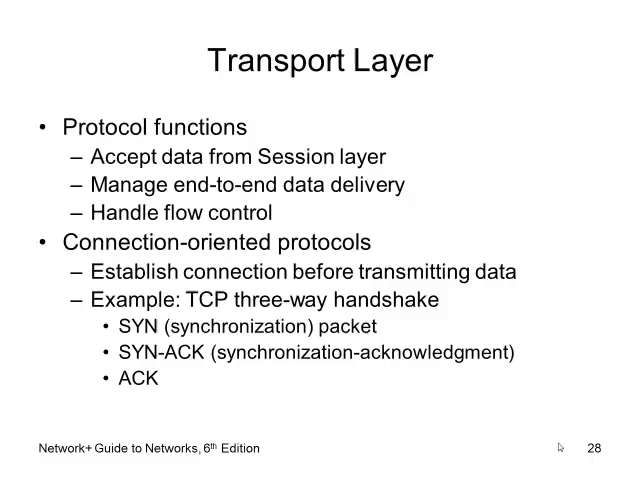 Transport Layer
• Protocol functions
– Accept data from Session layer
– Manage end-to-end data delivery
– Handle flow control
• Connection-oriented protocols
– Establish connection before transmitting data
– Example: TCP three-way handshake
• SYN (synchronization) packet
• SYN-ACK (synchronization-acknowledgment)
• ACK
Network+ Guide to Networks, 6th Edition 28